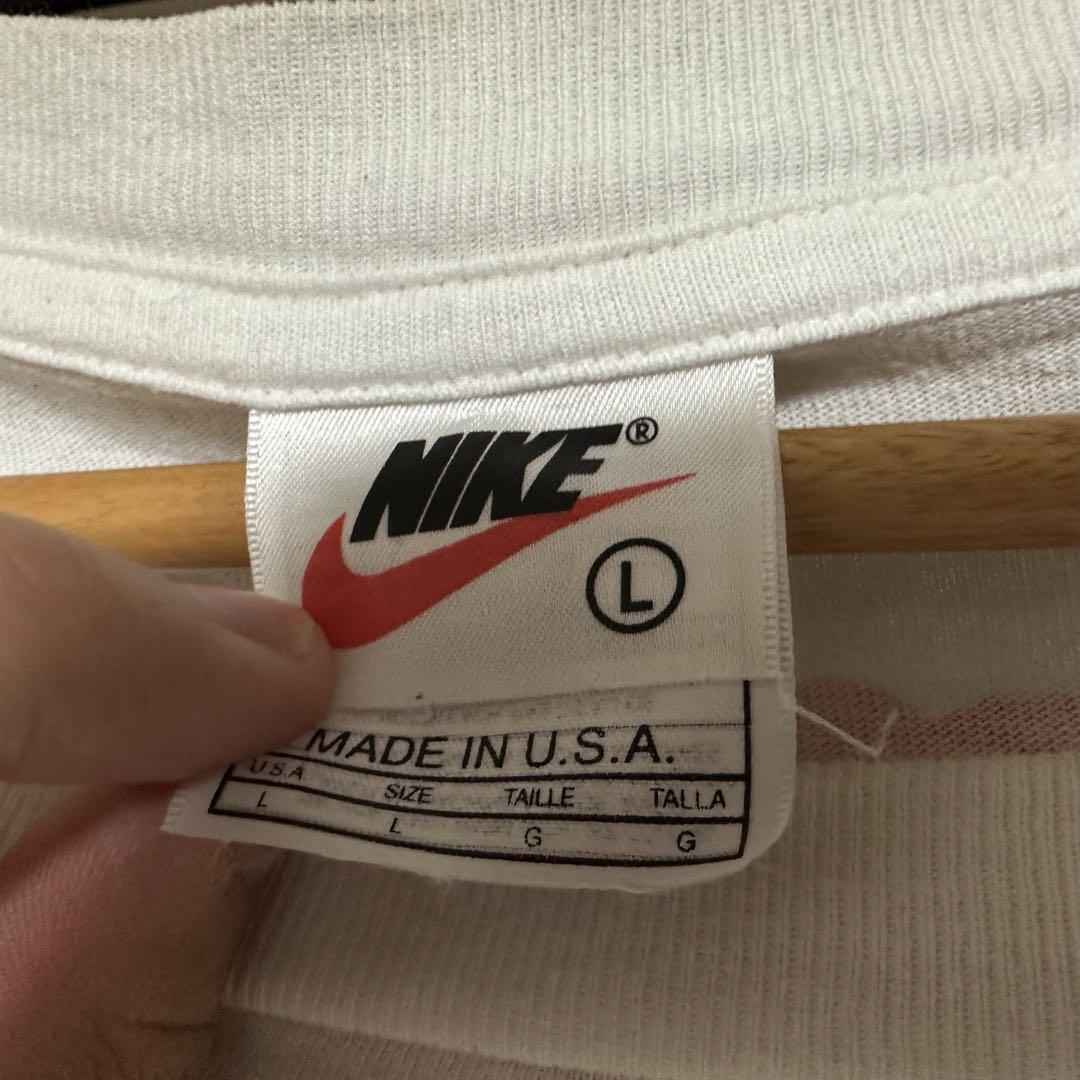 NIKE®
L
MADE IN U.S.A.
U.S.A. SIZE TAILLE TALLA
L L G G